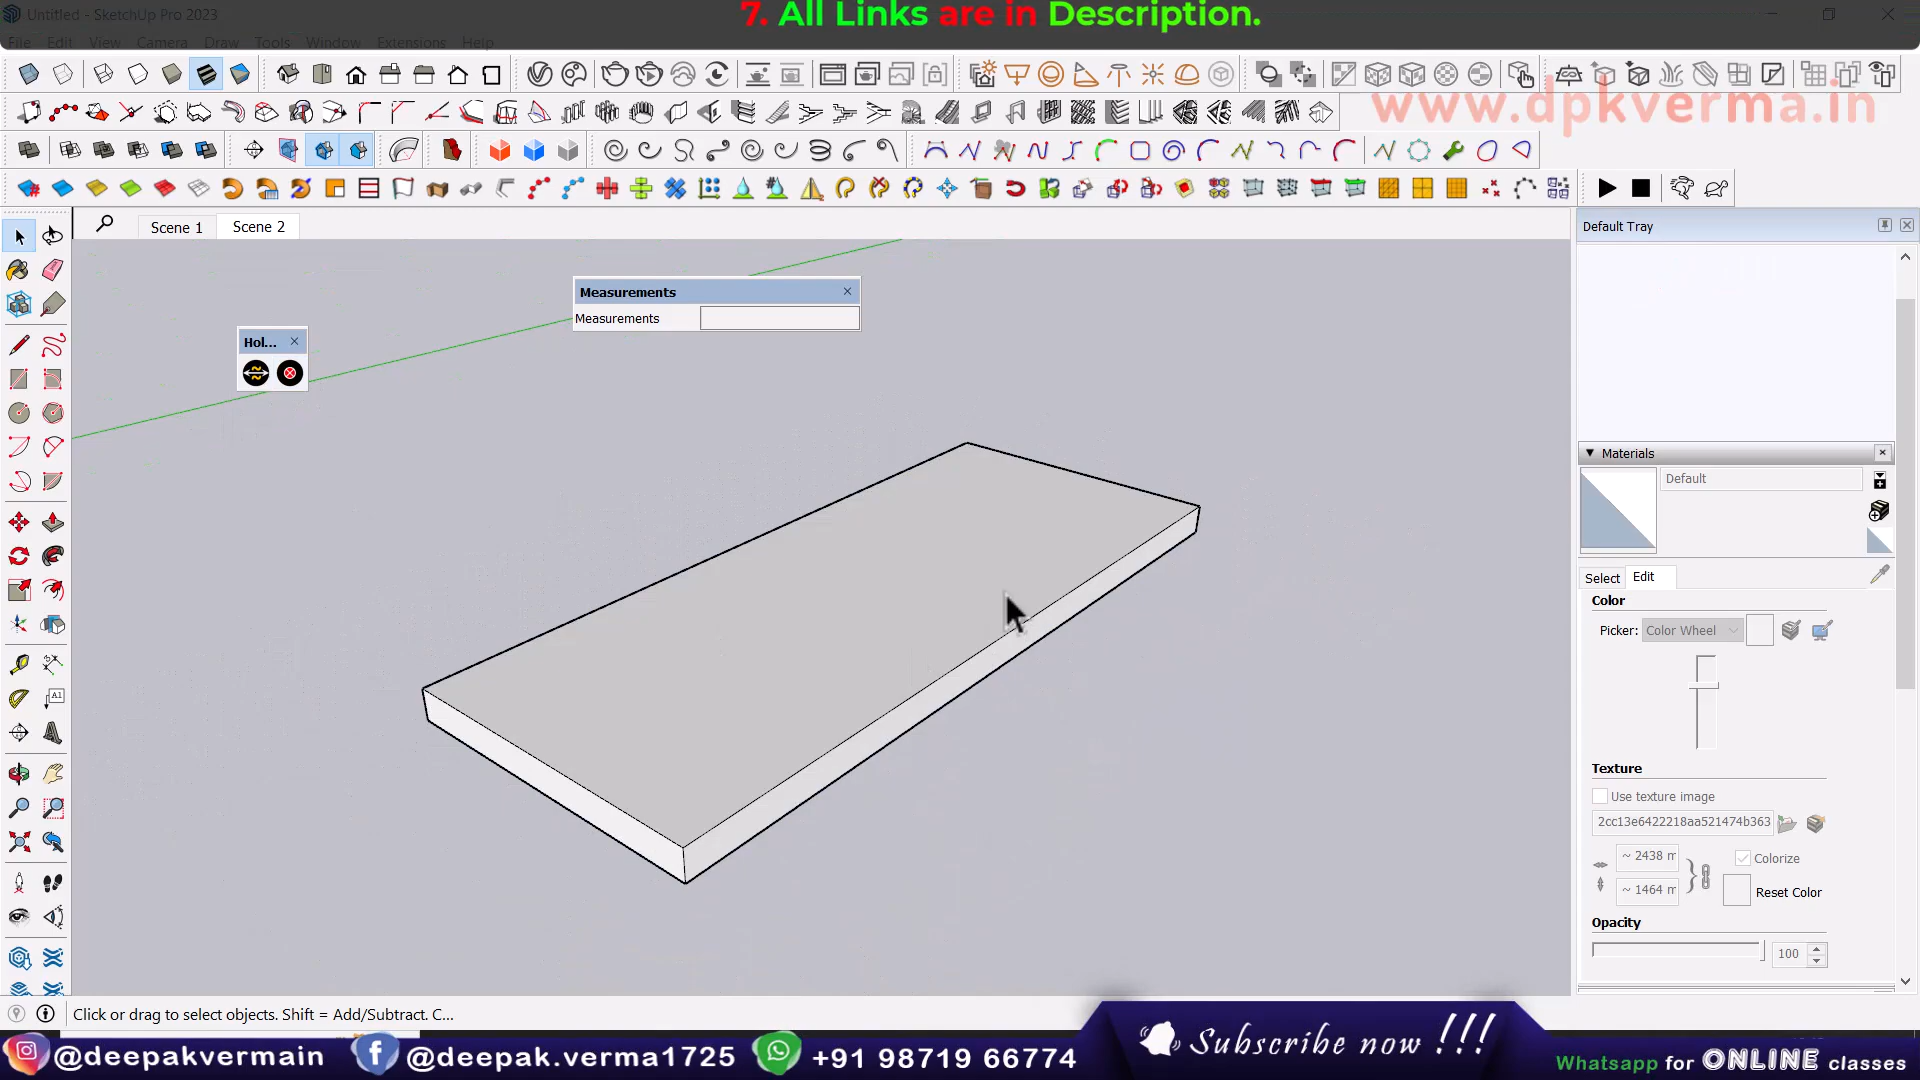 Untitled - SketchUp Pro 2023
7. All Links are in Description.
File Edit View Camera Draw Tools Window Extensions Help
www.dpkverma.in
Scene 1
Scene 2
Default Tray
Measurements
Measurements
Hol...
Materials
Default
A1
Select
Edit
Color
Picker:
Color Wheel
Texture
Use texture image
2cc13e6422218aa521474b363
~ 2438 m
Colorize
~ 1464 m
Reset Color
Opacity
100
Click or drag to select objects. Shift = Add/Subtract. C...
@deepakvermain
@deepak.verma1725
+91 98719 66774
Subscribe now !!!
Whatsapp for ONLINE classes